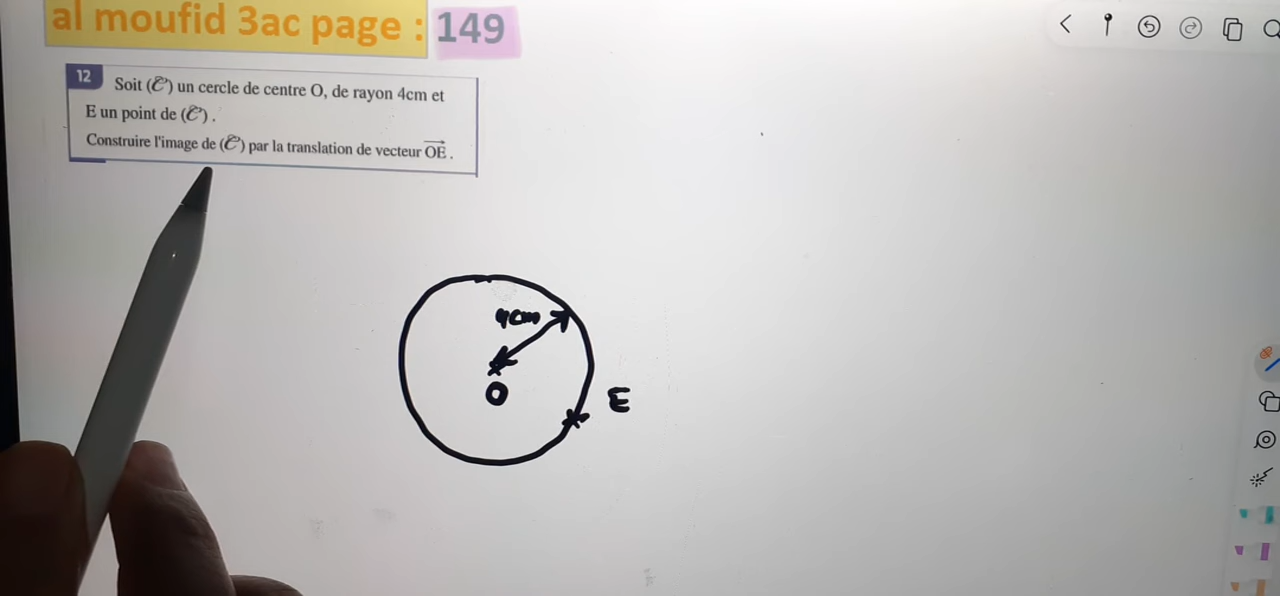 al moufid 3ac page : 149
12
Soit (𝒞) un cercle de centre O, de rayon 4cm et
E un point de (𝒞) .
Construire l'image de (𝒞) par la translation de vecteur OE⃗ .
4cm
O
E